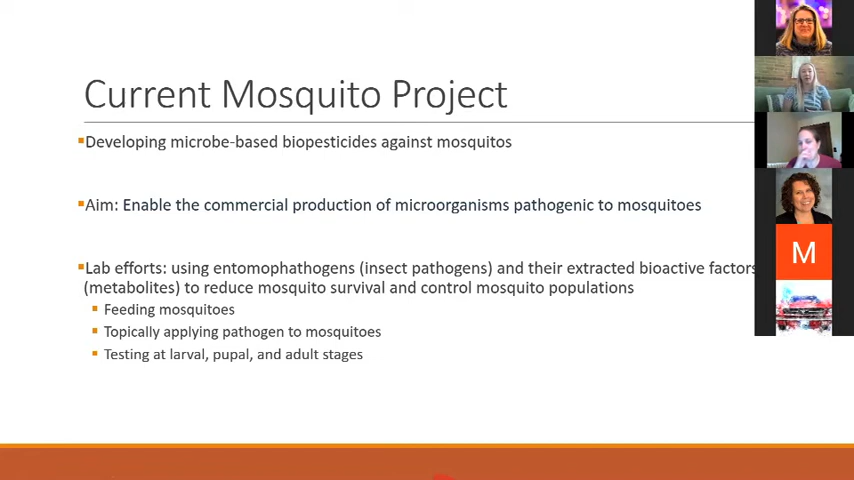 Current Mosquito Project
Developing microbe-based biopesticides against mosquitos
Aim: Enable the commercial production of microorganisms pathogenic to mosquitoes
Lab efforts: using entomophathogens (insect pathogens) and their extracted bioactive factors
(metabolites) to reduce mosquito survival and control mosquito populations
Feeding mosquitoes
Topically applying pathogen to mosquitoes
Testing at larval, pupal, and adult stages
M